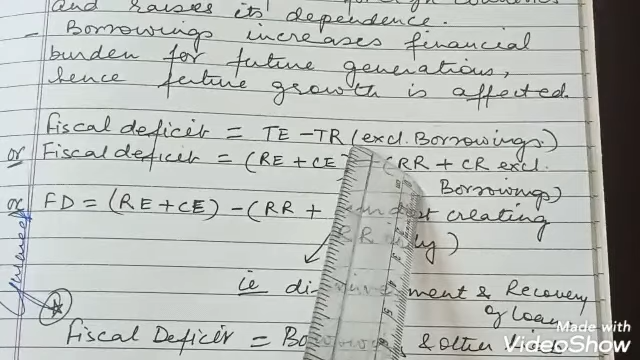 and raises its dependence.
- Borrowings increases financial
burden for future generations,
hence future growth is affected.
Fiscal deficit = TE - TR (excl. Borrowings.)
or Fiscal deficit = (RE + CE) (RR + CR excl.
Borrowings)
or FD = (RE + CE) - (RR + creating
ie & Recovery
of loan
Fiscal Deficit = & other
Made with
VideoShow